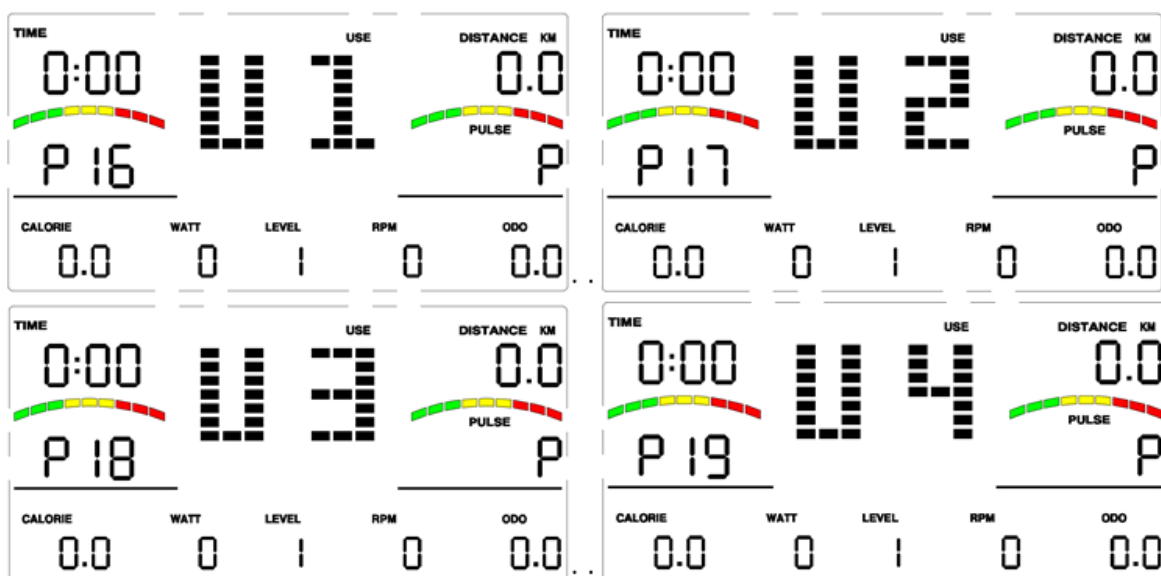 TIME USE DISTANCE KM
0:00 U1 0.0
PULSE
P16 P
CALORIE WATT LEVEL RPM ODO
0.0 0 1 0 0.0
TIME USE DISTANCE KM
0:00 U2 0.0
PULSE
P17 P
CALORIE WATT LEVEL RPM ODO
0.0 0 1 0 0.0
TIME USE DISTANCE KM
0:00 U3 0.0
PULSE
P18 P
CALORIE WATT LEVEL RPM ODO
0.0 0 1 0 0.0
TIME USE DISTANCE KM
0:00 U4 0.0
PULSE
P19 P
CALORIE WATT LEVEL RPM ODO
0.0 0 1 0 0.0